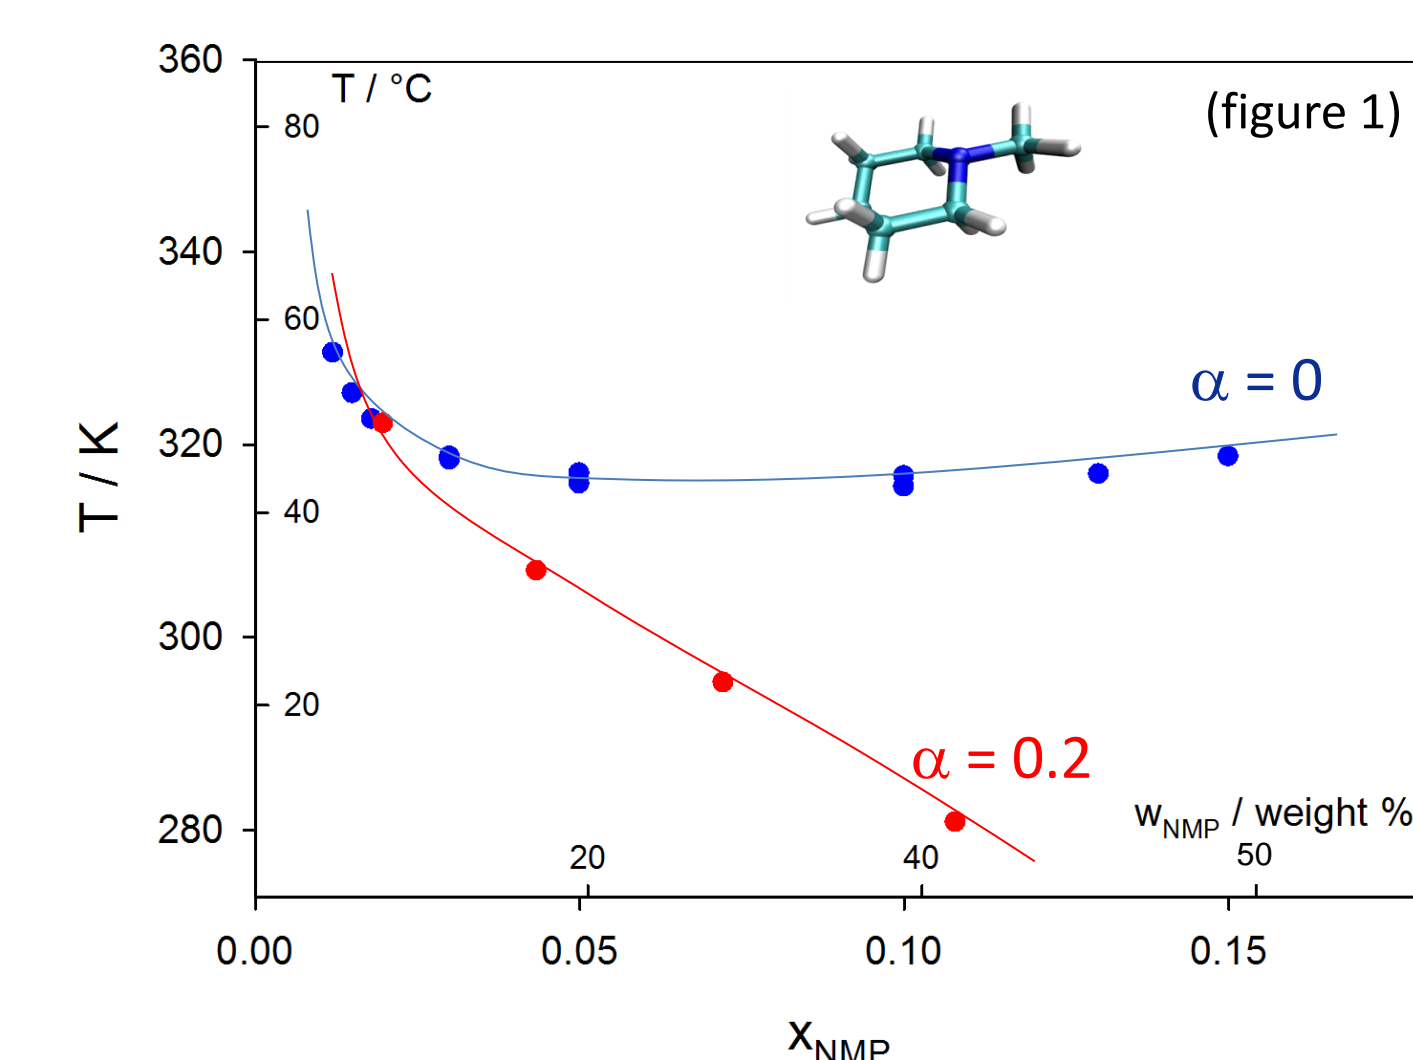 360
T / °C
(figure 1)
80
340
60
α = 0
320
T / K
40
300
20
α = 0.2
wNMP / weight %
280
20 40 50
0.00 0.05 0.10 0.15
xNMP